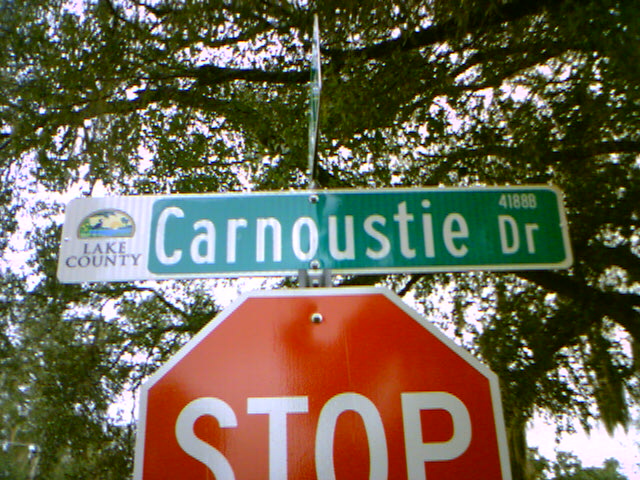 LAKE
COUNTY
Carnoustie Dr
4188B
STOP